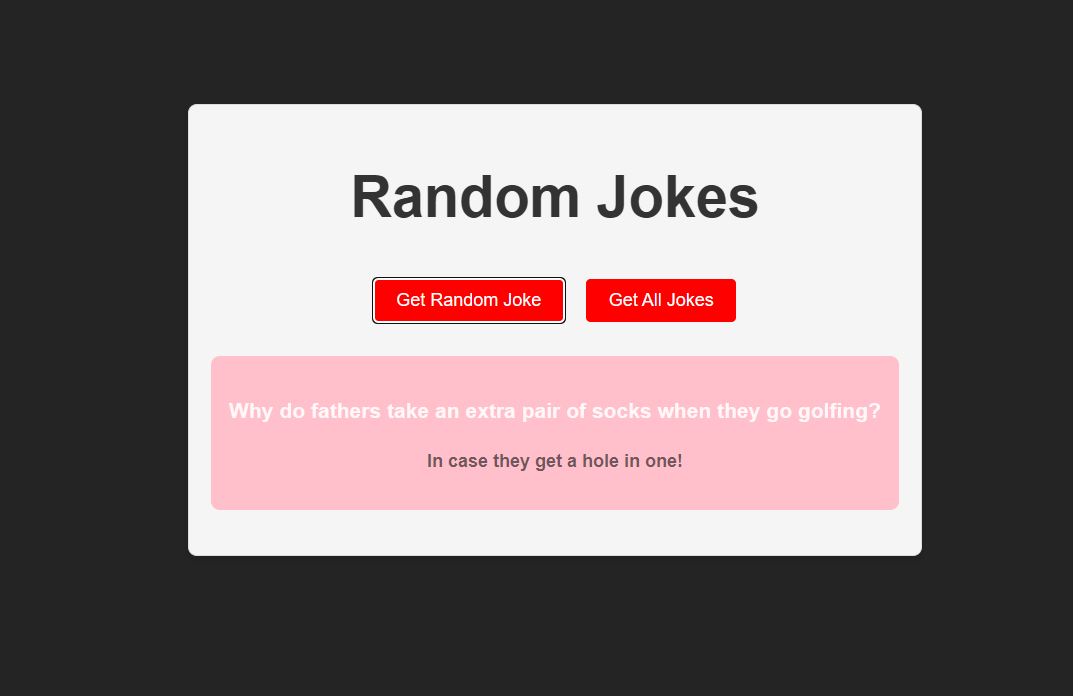 Random Jokes
Get Random Joke
Get All Jokes
Why do fathers take an extra pair of socks when they go golfing?
In case they get a hole in one!